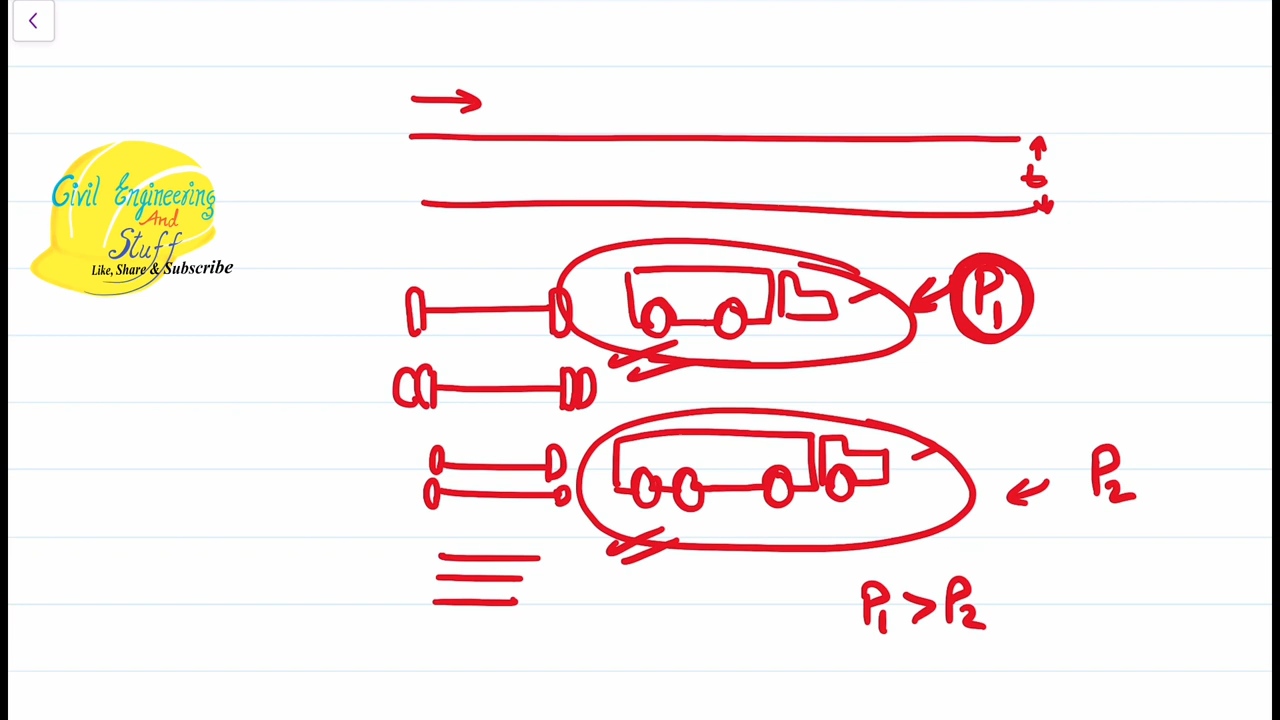 t
Civil Engineering
And
Stuff
Like, Share & Subscribe
P1
P2
P1 > P2